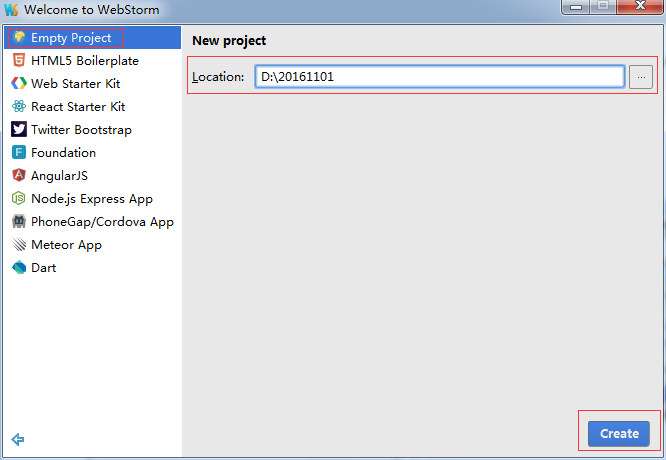 Welcome to WebStorm
Empty Project
HTML5 Boilerplate
Web Starter Kit
React Starter Kit
Twitter Bootstrap
Foundation
AngularJS
Node.js Express App
PhoneGap/Cordova App
Meteor App
Dart
New project
Location: D:\20161101 ...
Create